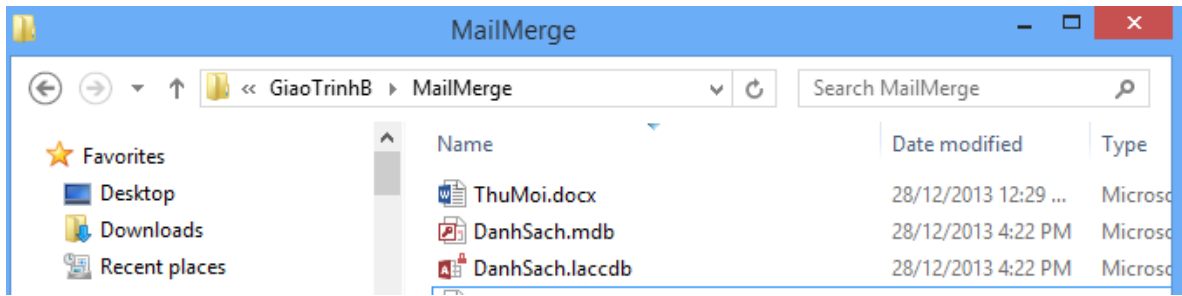 MailMerge
« GiaoTrinhB MailMerge Search MailMerge
Name Date modified Type
Favorites
Desktop ThuMoi.docx 28/12/2013 12:29 ... Microsc
Downloads DanhSach.mdb 28/12/2013 4:22 PM Microsc
Recent places DanhSach.laccdb 28/12/2013 4:22 PM Microsc